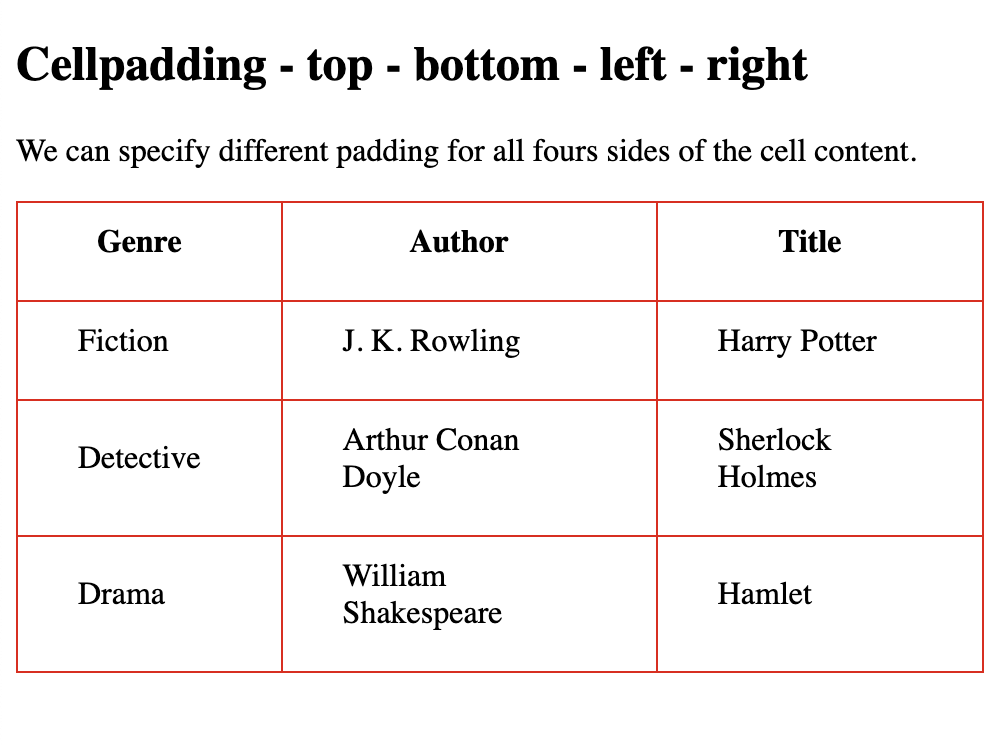 Cellpadding - top - bottom - left - right
We can specify different padding for all fours sides of the cell content.
Genre Author Title
Fiction J. K. Rowling Harry Potter
Detective Arthur Conan Doyle Sherlock Holmes
Drama William Shakespeare Hamlet